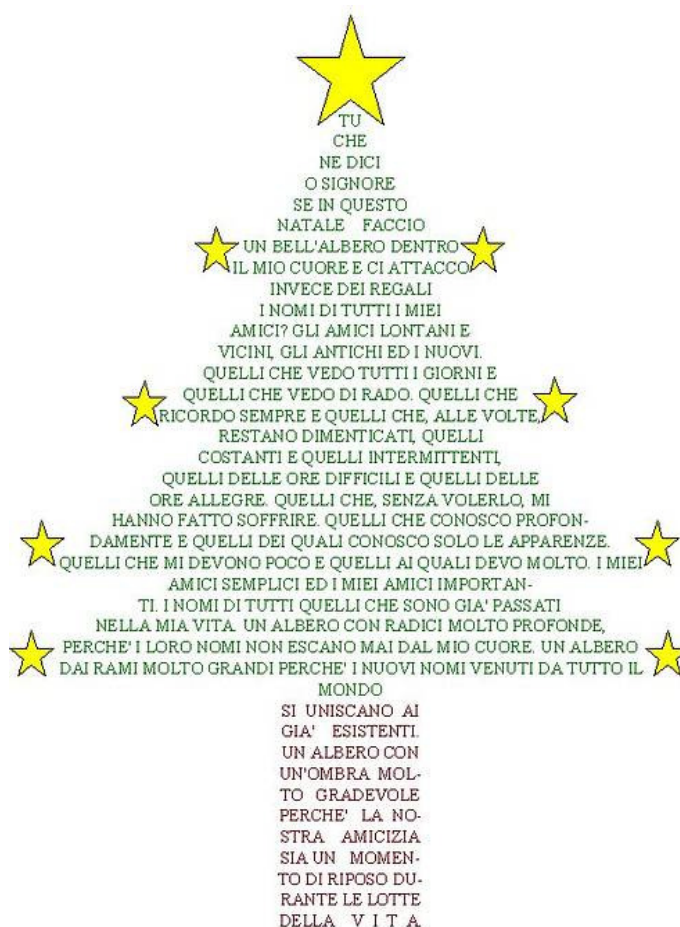 TU
CHE
NE DICI
O SIGNORE
SE IN QUESTO
NATALE FACCIO
UN BELL'ALBERO DENTRO
IL MIO CUORE E CI ATTACCO
INVECE DEI REGALI
I NOMI DI TUTTI I MIEI
AMICI? GLI AMICI LONTANI E
VICINI, GLI ANTICHI ED I NUOVI.
QUELLI CHE VEDO TUTTI I GIORNI E
QUELLI CHE VEDO DI RADO. QUELLI CHE
RICORDO SEMPRE E QUELLI CHE, ALLE VOLTE,
RESTANO DIMENTICATI, QUELLI
COSTANTI E QUELLI INTERMITTENTI,
QUELLI DELLE ORE DIFFICILI E QUELLI DELLE
ORE ALLEGRE. QUELLI CHE, SENZA VOLERLO, MI
HANNO FATTO SOFFRIRE. QUELLI CHE CONOSCO PROFON-
DAMENTE E QUELLI DEI QUALI CONOSCO SOLO LE APPARENZE.
QUELLI CHE MI DEVONO POCO E QUELLI AI QUALI DEVO MOLTO. I MIEI
AMICI SEMPLICI ED I MIEI AMICI IMPORTAN-
TI. I NOMI DI TUTTI QUELLI CHE SONO GIA' PASSATI
NELLA MIA VITA. UN ALBERO CON RADICI MOLTO PROFONDE,
PERCHE' I LORO NOMI NON ESCANO MAI DAL MIO CUORE. UN ALBERO
DAI RAMI MOLTO GRANDI PERCHE' I NUOVI NOMI VENUTI DA TUTTO IL
MONDO
SI UNISCANO AI
GIA' ESISTENTI.
UN ALBERO CON
UN'OMBRA MOL-
TO GRADEVOLE
PERCHE' LA NO-
STRA AMICIZIA
SIA UN MOMEN-
TO DI RIPOSO DU-
RANTE LE LOTTE
DELLA V I T A